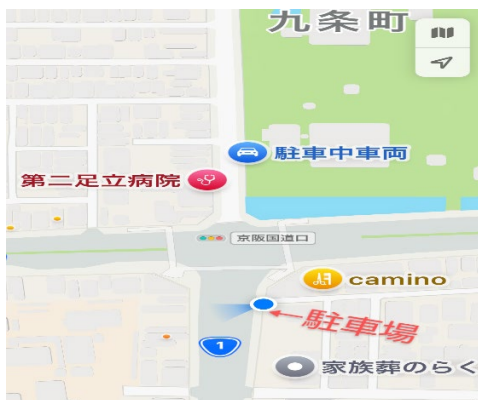 九条町
駐車中車両
第二足立病院
京阪国道口
camino
←駐車場
1
家族葬のらく